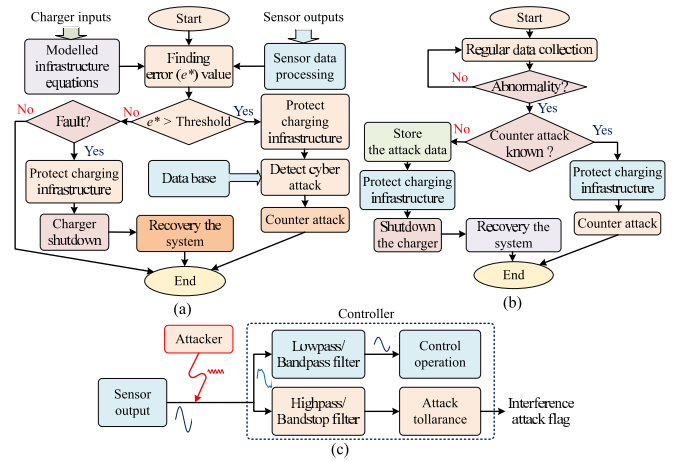 Charger inputs
Modelled
infrastructure
equations
Start
Finding
error (e*) value
Sensor outputs
Sensor data
processing
No
Fault?
No
e* > Threshold
Yes
Protect
charging
infrastructure
Yes
Protect charging
infrastructure
Data base
Detect cyber
attack
Charger
shutdown
Recovery the
system
Counter attack
End
(a)
Start
Regular data collection
No
Abnormality?
Yes
No
Counter attack
known ?
Yes
Store
the attack data
Protect charging
infrastructure
Protect charging
infrastructure
Shutdown
the charger
Recovery the
system
Counter attack
End
(b)
Controller
Attacker
Lowpass/
Bandpass filter
Control
operation
Sensor
output
Highpass/
Bandstop filter
Attack
tollarance
Interference
attack flag
(c)